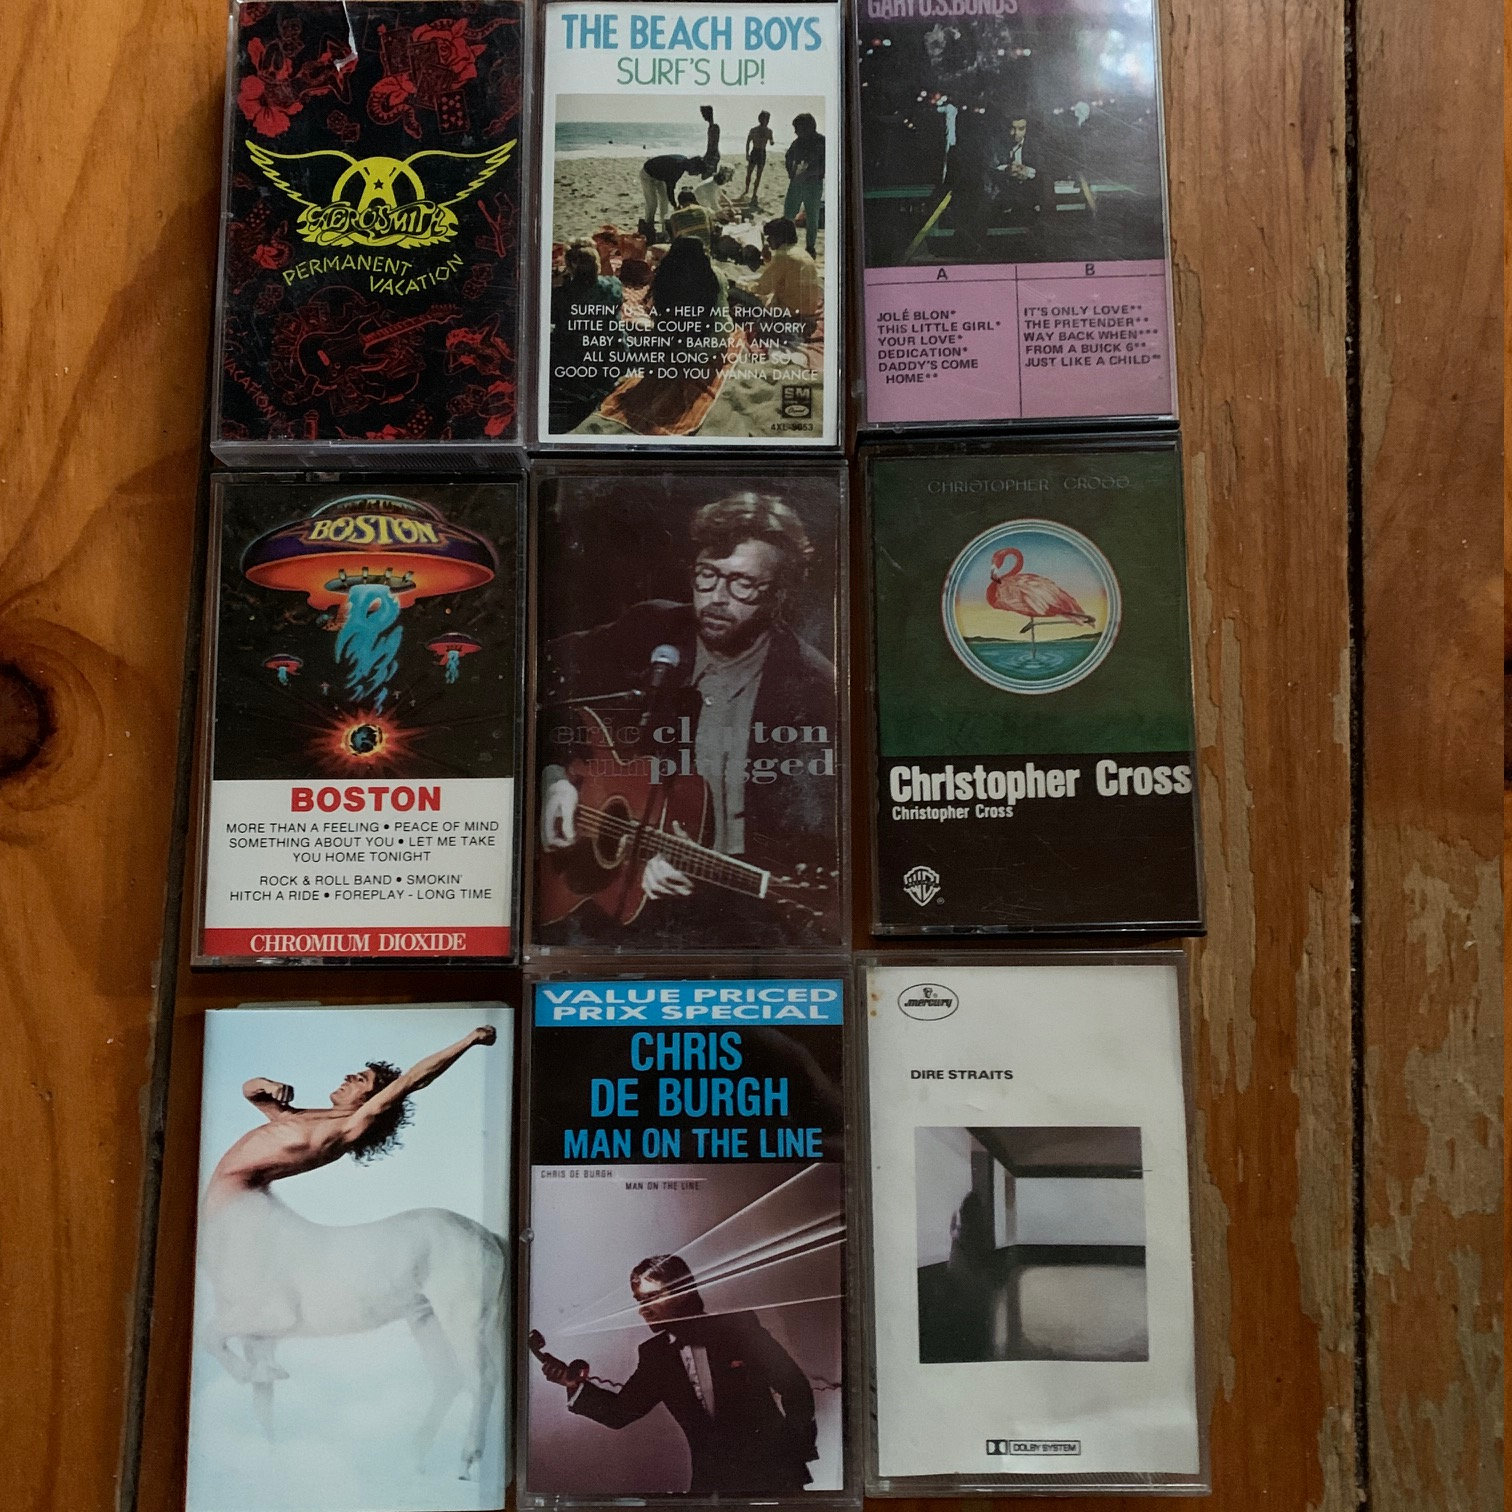 AEROSMITH
PERMANENT
VACATION
VACATION
THE BEACH BOYS
SURF'S UP!
SURFIN' U.S.A. • HELP ME RHONDA •
LITTLE DEUCE COUPE • DON'T WORRY
BABY • SURFIN' • BARBARA ANN •
ALL SUMMER LONG • YOU'RE SO
GOOD TO ME • DO YOU WANNA DANCE
Capitol
4XL-9053
GARY U.S. BONDS
A
JOLÉ BLON*
THIS LITTLE GIRL*
YOUR LOVE*
DEDICATION*
DADDY'S COME
HOME**
B
IT'S ONLY LOVE**
THE PRETENDER**
WAY BACK WHEN***
FROM A BUICK 6**
JUST LIKE A CHILD**
BOSTON
BOSTON
MORE THAN A FEELING • PEACE OF MIND
SOMETHING ABOUT YOU • LET ME TAKE
YOU HOME TONIGHT
ROCK & ROLL BAND • SMOKIN'
HITCH A RIDE • FOREPLAY - LONG TIME
CHROMIUM DIOXIDE
eric clapton
unplugged
CHRISTOPHER CROSS
Christopher Cross
Christopher Cross
VALUE PRICED
PRIX SPECIAL
CHRIS
DE BURGH
MAN ON THE LINE
CHRIS DE BURGH
MAN ON THE LINE
mercury
DIRE STRAITS
DOLBY SYSTEM